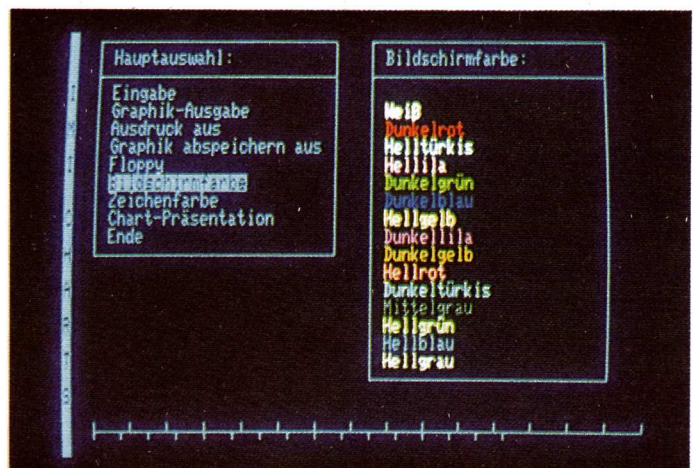 Hauptauswahl:
Eingabe
Graphik-Ausgabe
Ausdruck aus
Graphik abspeichern aus
Floppy
Bildschirmfarbe
Zeichenfarbe
Chart-Präsentation
Ende
Bildschirmfarbe:
Weiß
Dunkelrot
Helltürkis
Hellila
Dunkelgrün
Dunkelblau
Hellgelb
Dunkellila
Dunkelgelb
Hellrot
Dunkeltürkis
Mittelgrau
Hellgrün
Hellblau
Hellgrau